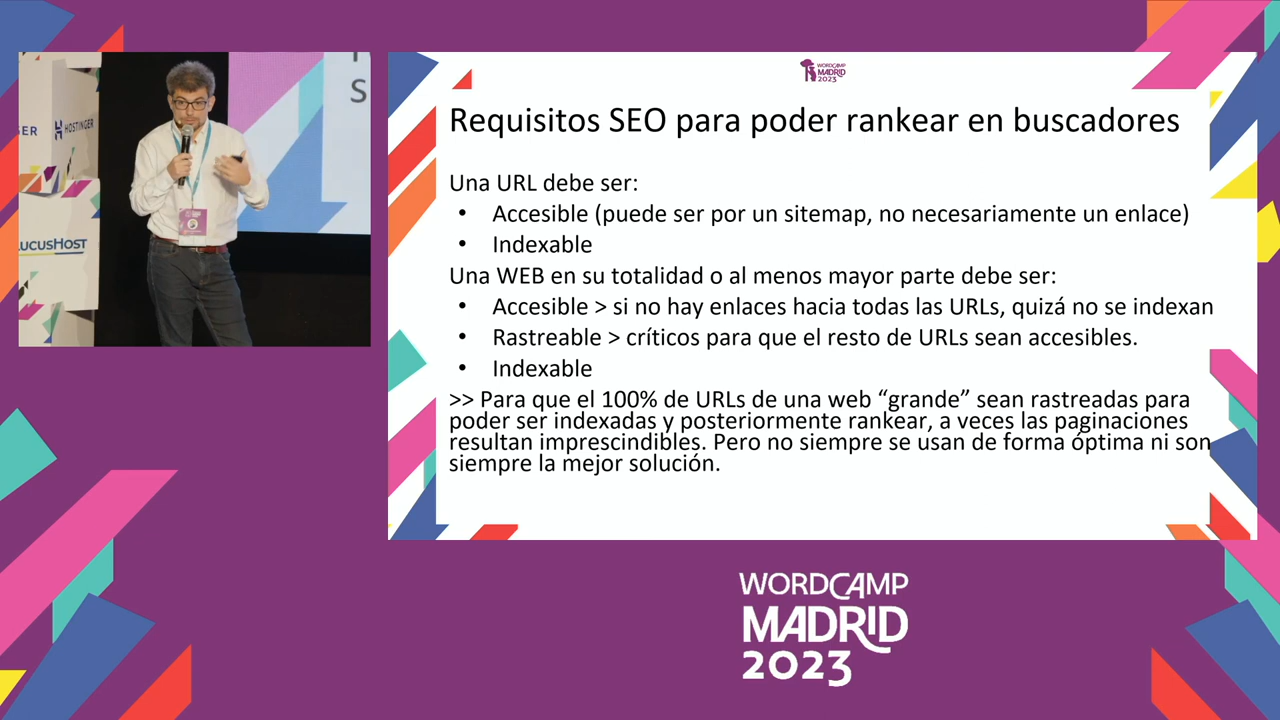 S
HOSTINGER
LUCUSHOST
WORDCAMP
MADRID
2023
Requisitos SEO para poder rankear en buscadores
Una URL debe ser:
• Accesible (puede ser por un sitemap, no necesariamente un enlace)
• Indexable
Una WEB en su totalidad o al menos mayor parte debe ser:
• Accesible > si no hay enlaces hacia todas las URLs, quizá no se indexan
• Rastreable > críticos para que el resto de URLs sean accesibles.
• Indexable
>> Para que el 100% de URLs de una web “grande” sean rastreadas para
poder ser indexadas y posteriormente rankear, a veces las paginaciones
resultan imprescindibles. Pero no siempre se usan de forma óptima ni son
siempre la mejor solución.
WORDCAMP
MADRID
2023